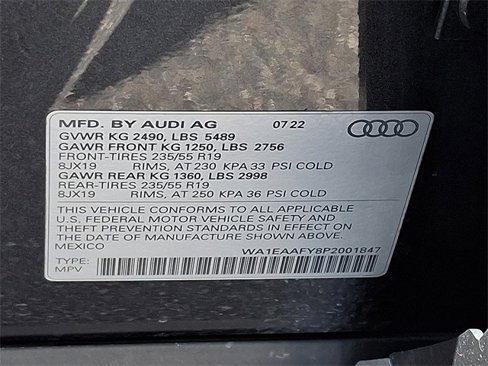 MFD. BY AUDI AG 07 22
GVWR KG 2490, LBS 5489
GAWR FRONT KG 1250, LBS 2756
FRONT-TIRES 235/55 R19
8JX19 RIMS, AT 230 KPA 33 PSI COLD
GAWR REAR KG 1360, LBS 2998
REAR-TIRES 235/55 R19
8JX19 RIMS, AT 250 KPA 36 PSI COLD
THIS VEHICLE CONFORMS TO ALL APPLICABLE
U.S. FEDERAL MOTOR VEHICLE SAFETY AND
THEFT PREVENTION STANDARDS IN EFFECT ON
THE DATE OF MANUFACTURE SHOWN ABOVE.
MEXICO WA1EAAFY8P2001847
TYPE:
MPV